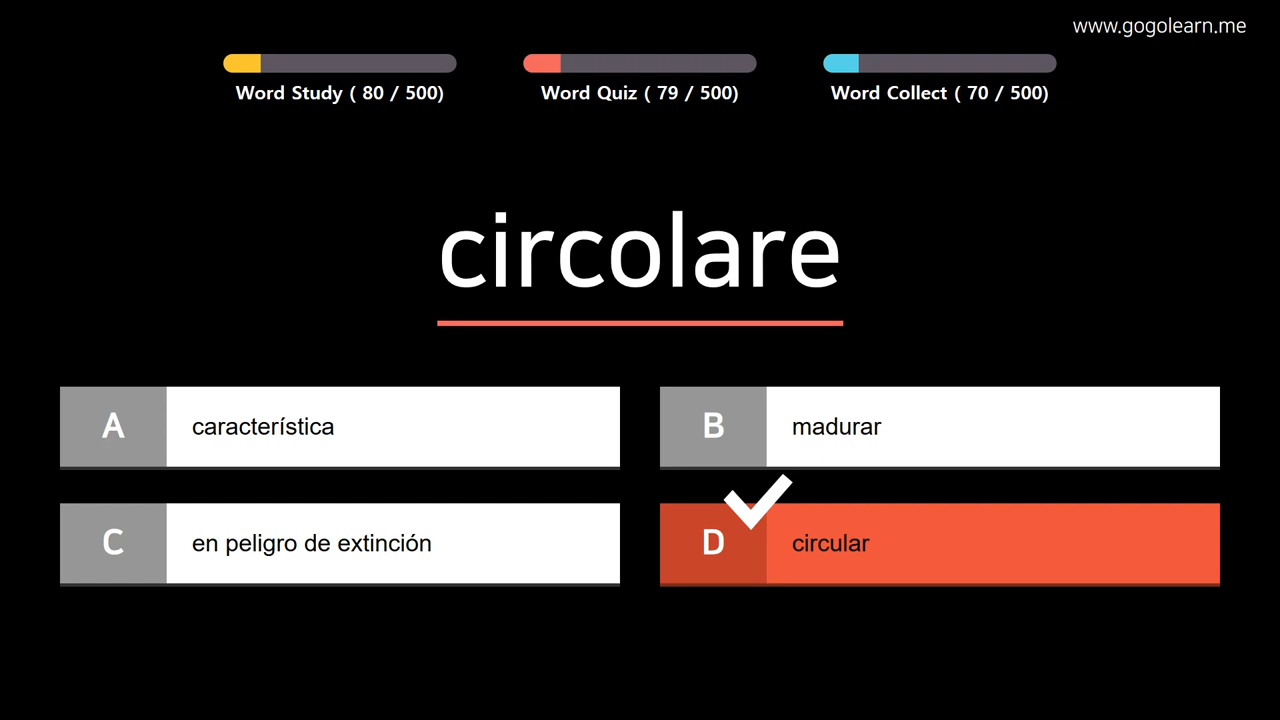 www.gogolearn.me
Word Study ( 80 / 500)
Word Quiz ( 79 / 500)
Word Collect ( 70 / 500)
circolare
A
característica
B
madurar
C
en peligro de extinción
D
circular